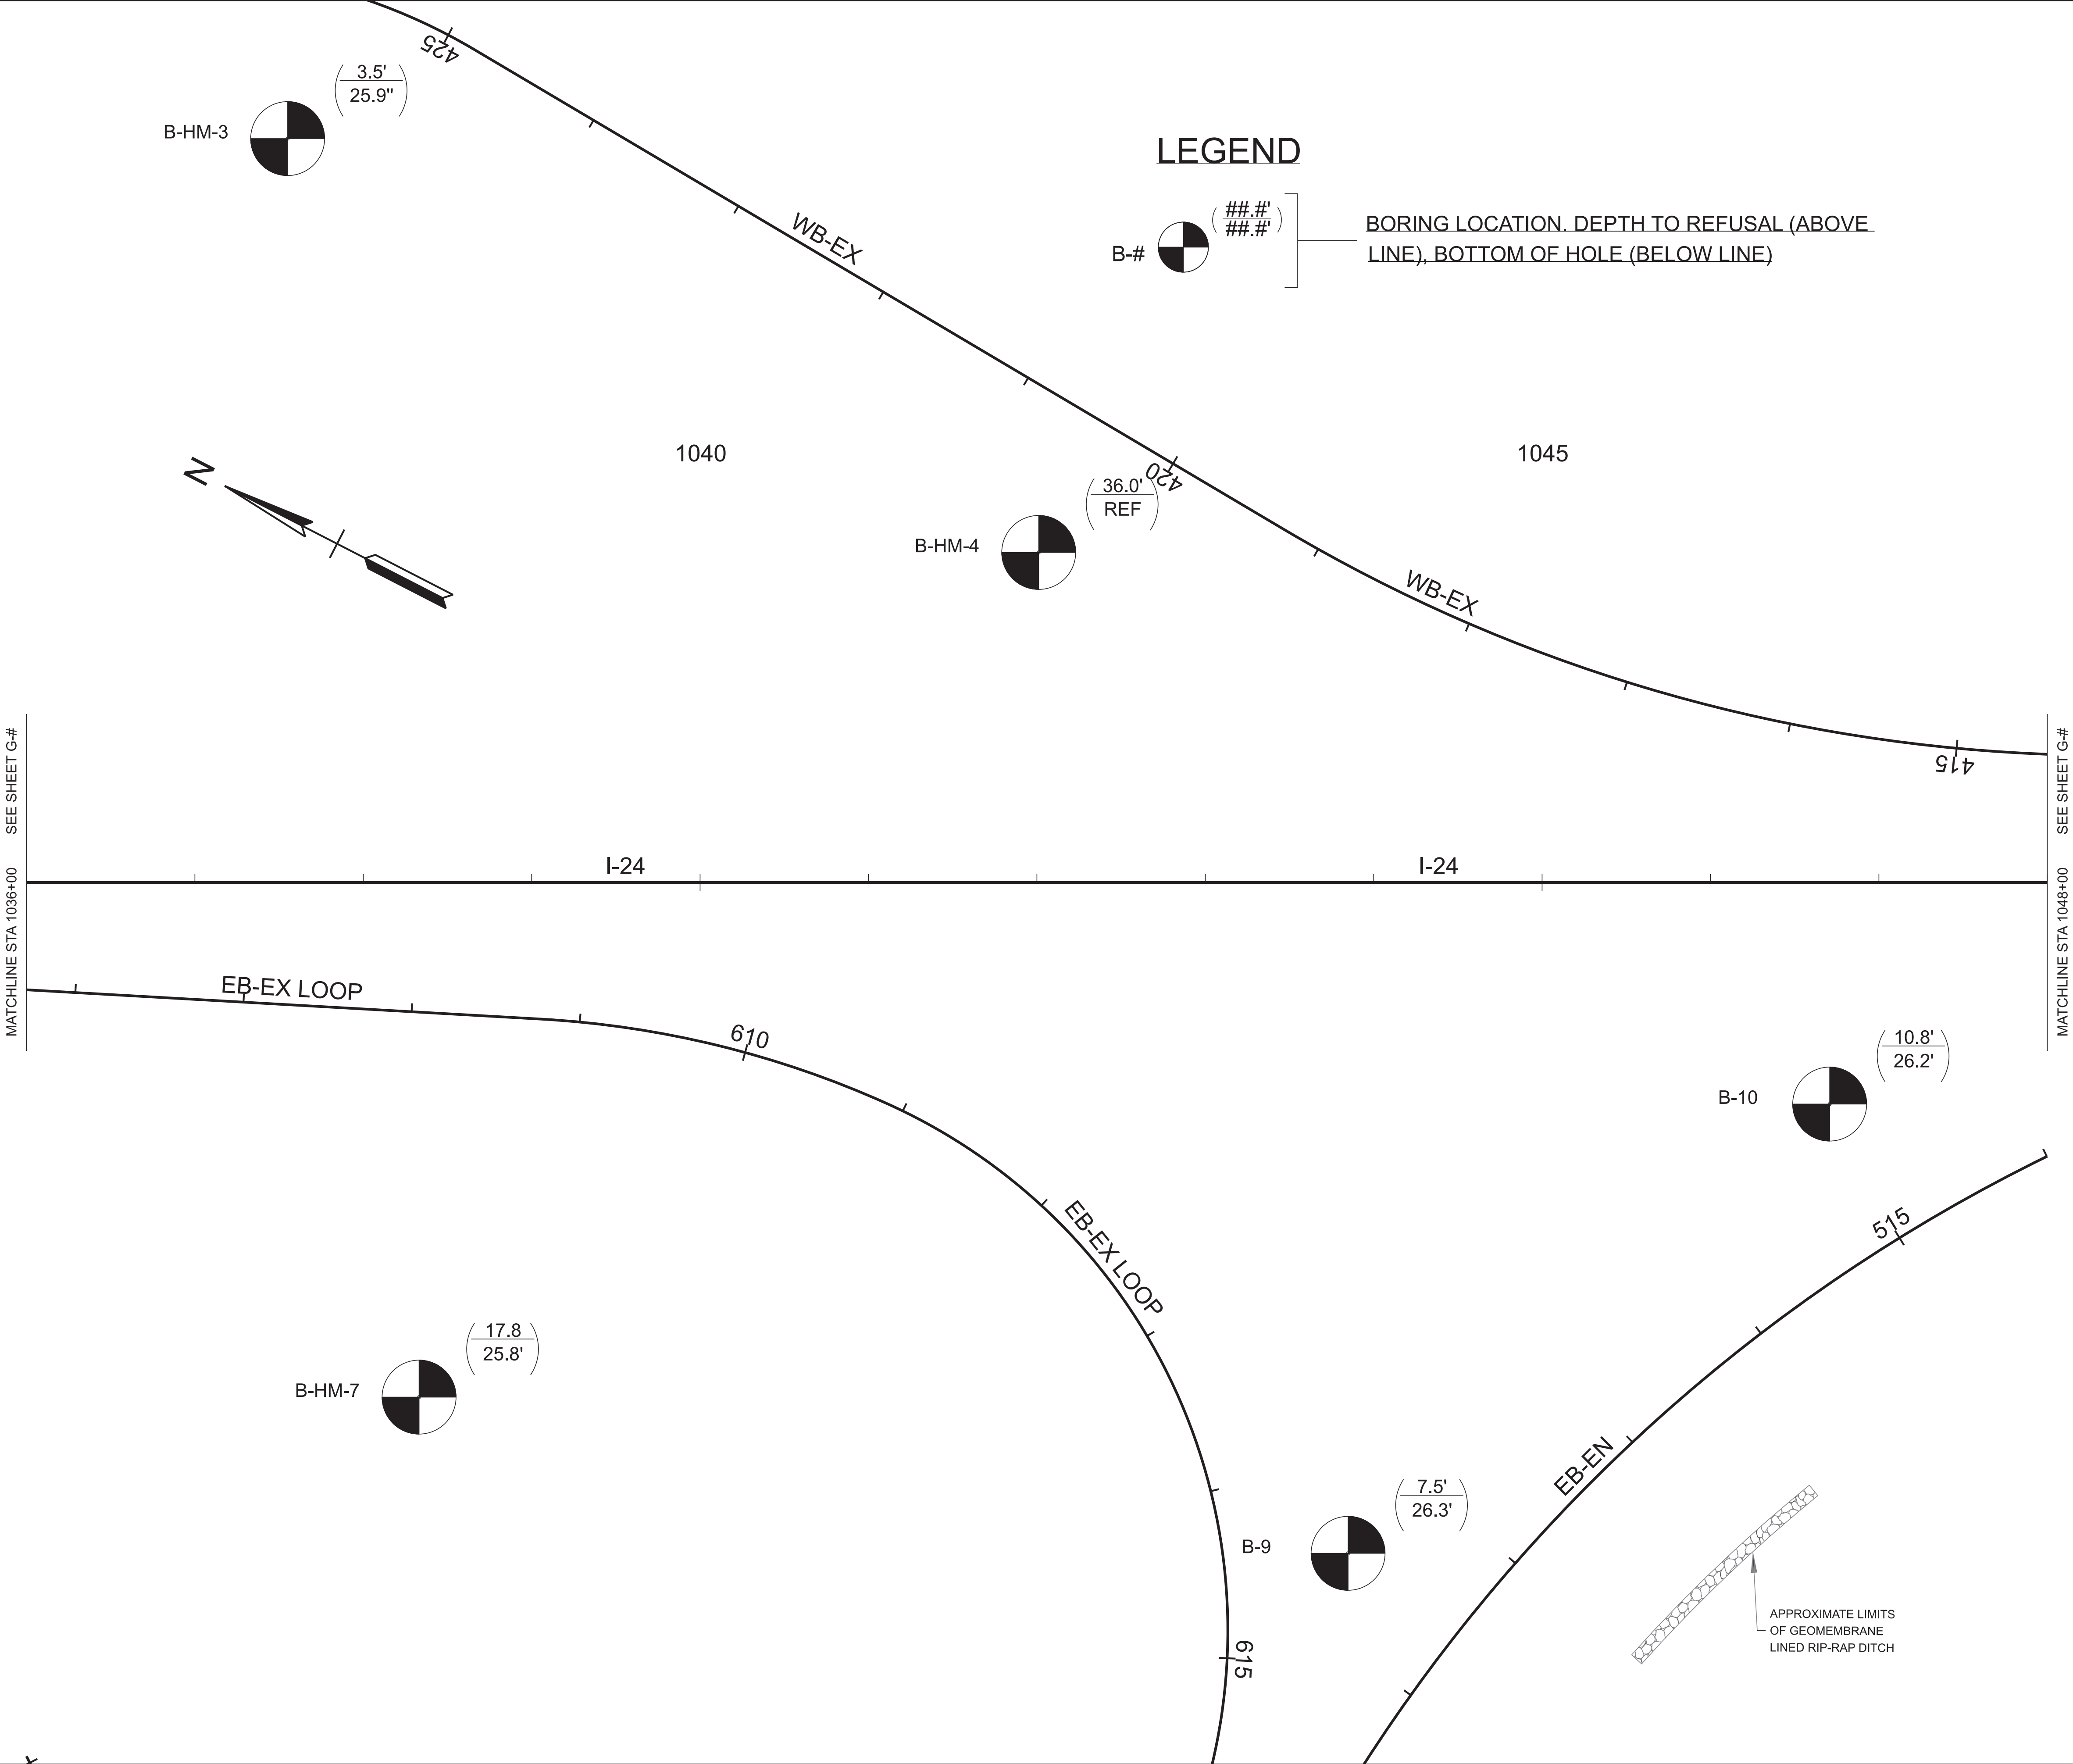 425
3.5'
25.9"
B-HM-3
LEGEND
WB-EX
##.#'
##.#'
B-#
BORING LOCATION. DEPTH TO REFUSAL (ABOVE
LINE), BOTTOM OF HOLE (BELOW LINE)
1040
1045
N
420
36.0'
REF
B-HM-4
WB-EX
415
MATCHLINE STA 1036+00 SEE SHEET G-#
MATCHLINE STA 1048+00 SEE SHEET G-#
I-24
I-24
EB-EX LOOP
610
10.8'
26.2'
B-10
EB-EX LOOP
515
17.8
25.8'
B-HM-7
EB-EN
7.5'
26.3'
B-9
615
APPROXIMATE LIMITS
OF GEOMEMBRANE
LINED RIP-RAP DITCH